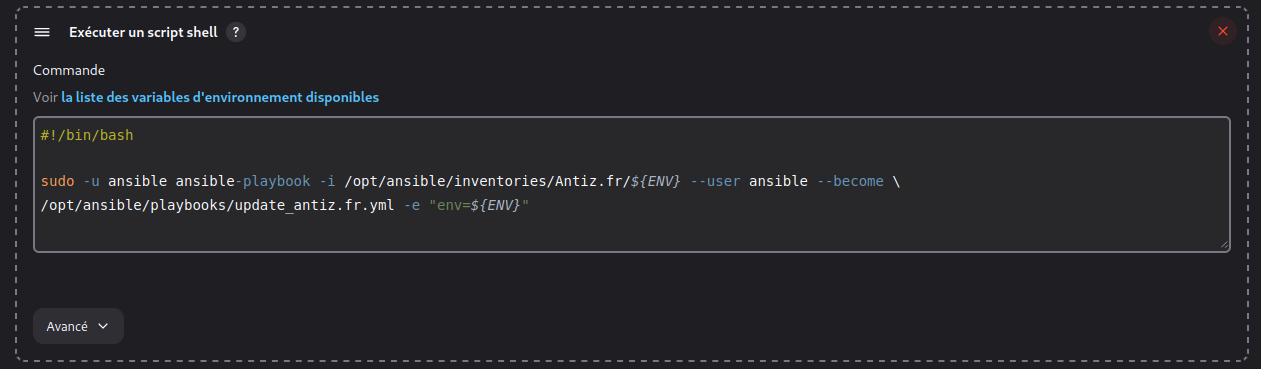 Exécuter un script shell ?
Commande
Voir la liste des variables d'environnement disponibles
#!/bin/bash
sudo -u ansible ansible-playbook -i /opt/ansible/inventories/Antiz.fr/${ENV} --user ansible --become \
/opt/ansible/playbooks/update_antiz.fr.yml -e "env=${ENV}"
Avancé